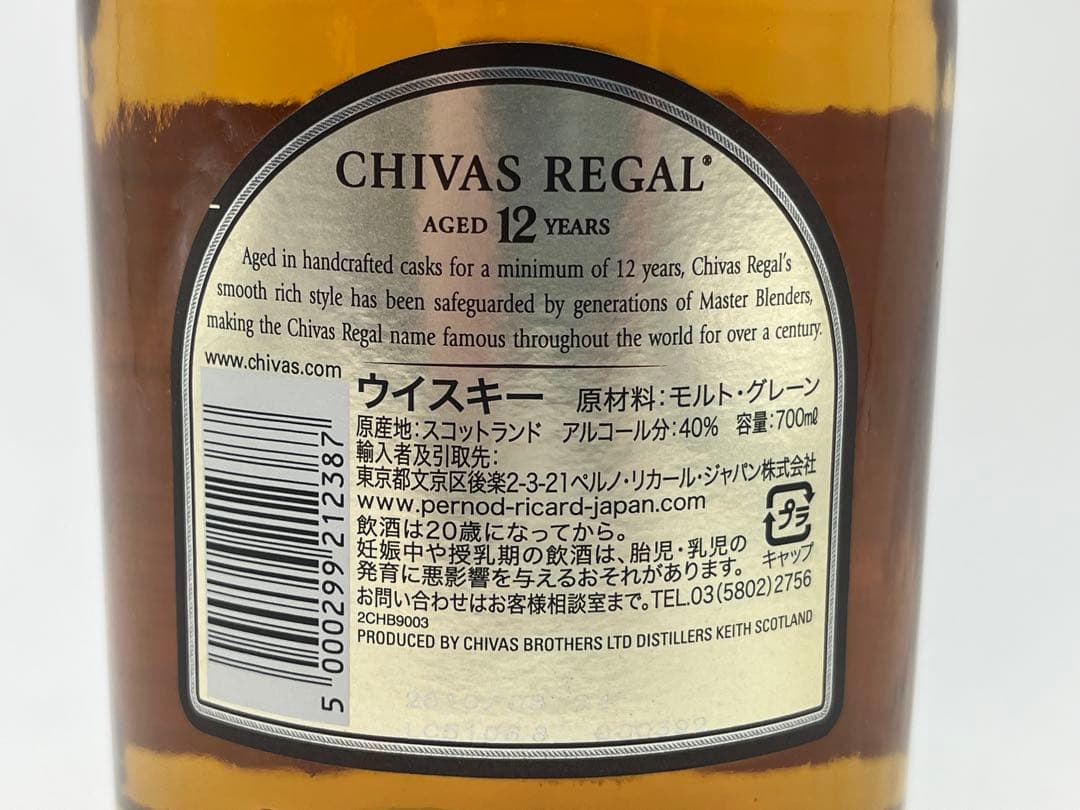 CHIVAS REGAL®
AGED 12 YEARS
Aged in handcrafted casks for a minimum of 12 years, Chivas Regal's
smooth rich style has been safeguarded by generations of Master Blenders,
making the Chivas Regal name famous throughout the world for over a century.
www.chivas.com
ウイスキー 原材料:モルト・グレーン
原産地:スコットランド アルコール分:40% 容量:700mℓ
輸入者及引取先:
東京都文京区後楽2-3-21ペルノ・リカール・ジャパン株式会社
www.pernod-ricard-japan.com
プラ
キャップ
飲酒は20歳になってから。
妊娠中や授乳期の飲酒は、胎児・乳児の
発育に悪影響を与えるおそれがあります。
お問い合わせはお客様相談室まで。TEL.03(5802)2756
2CHB9003
PRODUCED BY CHIVAS BROTHERS LTD DISTILLERS KEITH SCOTLAND
5 000299 212387